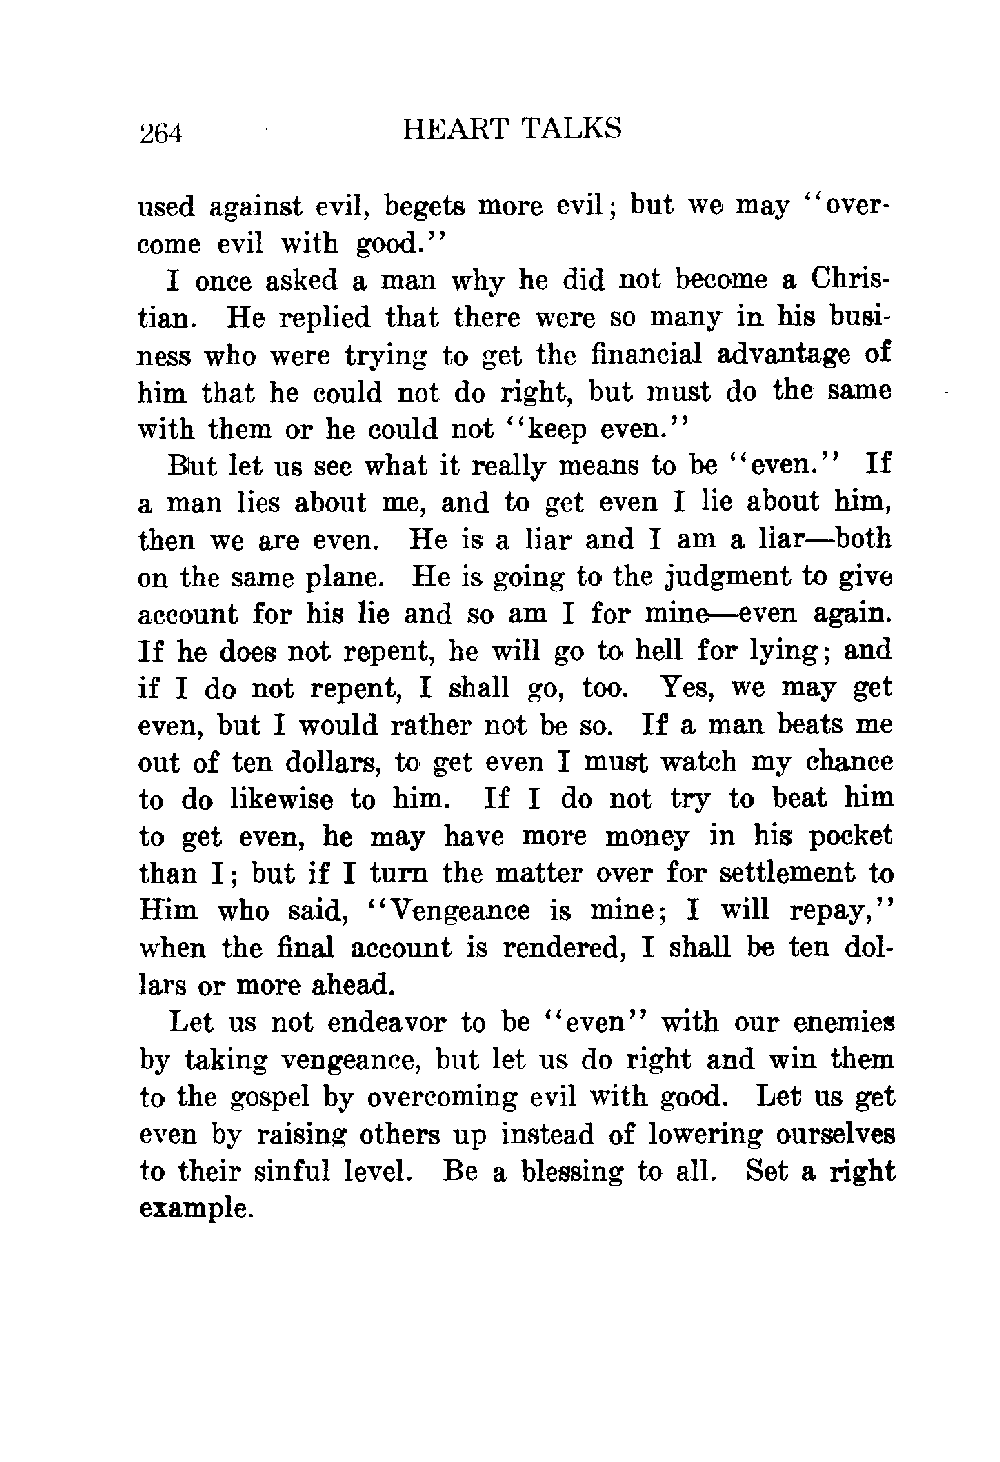 264 HEART TALKS
used against evil, begets more evil; but we may "over-
come evil with good."
I once asked a man why he did not become a Chris-
tian. He replied that there were so many in his busi-
ness who were trying to get the financial advantage of
him that he could not do right, but must do the same
with them or he could not "keep even."
But let us see what it really means to be "even." If
a man lies about me, and to get even I lie about him,
then we are even. He is a liar and I am a liar—both
on the same plane. He is going to the judgment to give
account for his lie and so am I for mine—even again.
If he does not repent, he will go to hell for lying; and
if I do not repent, I shall go, too. Yes, we may get
even, but I would rather not be so. If a man beats me
out of ten dollars, to get even I must watch my chance
to do likewise to him. If I do not try to beat him
to get even, he may have more money in his pocket
than I; but if I turn the matter over for settlement to
Him who said, "Vengeance is mine; I will repay,"
when the final account is rendered, I shall be ten dol-
lars or more ahead.
Let us not endeavor to be "even" with our enemies
by taking vengeance, but let us do right and win them
to the gospel by overcoming evil with good. Let us get
even by raising others up instead of lowering ourselves
to their sinful level. Be a blessing to all. Set a right
example.